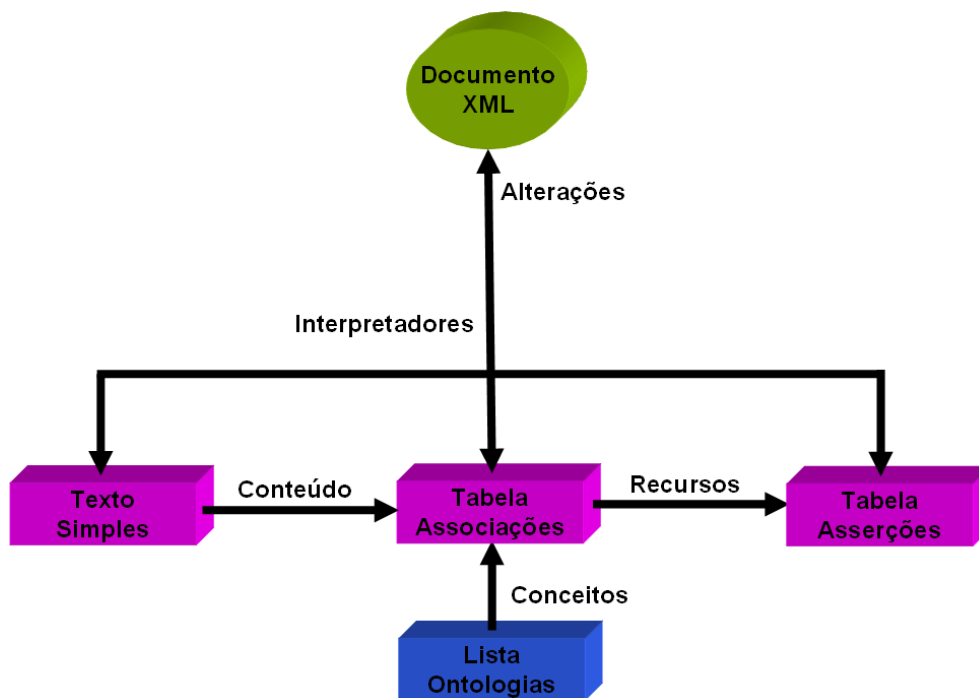 Documento
XML
Alterações
Interpretadores
Texto
Simples
Conteúdo
Tabela
Associações
Recursos
Tabela
Asserções
Conceitos
Lista
Ontologias